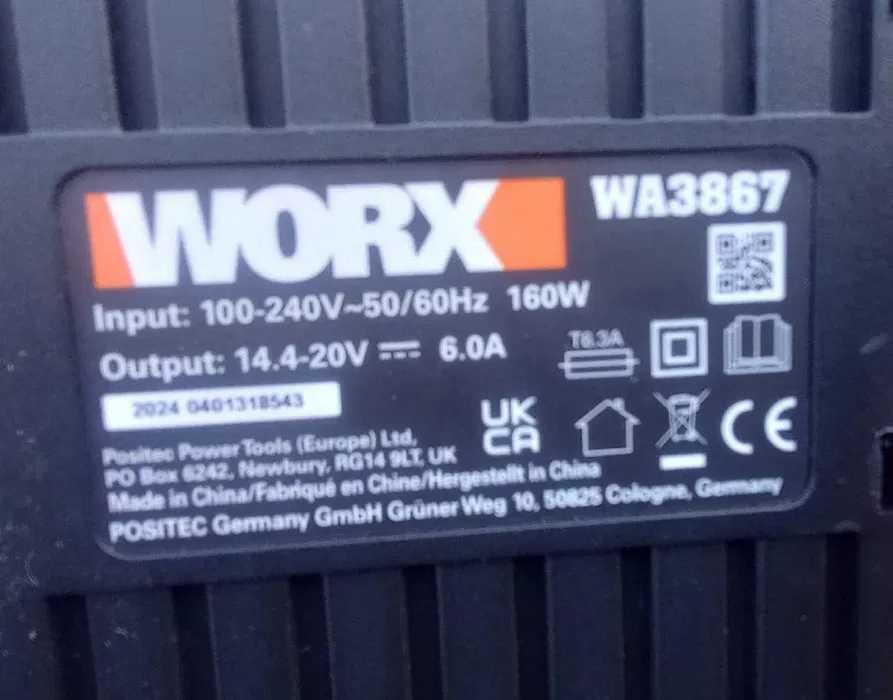 WORX WA3867
Input: 100-240V~50/60Hz 160W
Output: 14.4-20V 6.0A
T6.3A
2024 0401318543
UK
CA
CE
Positec Power Tools (Europe) Ltd,
PO Box 6242, Newbury, RG14 9LT, UK
Made in China/Fabriqué en Chine/Hergestellt in China
POSITEC Germany GmbH Grüner Weg 10, 50825 Cologne, Germany